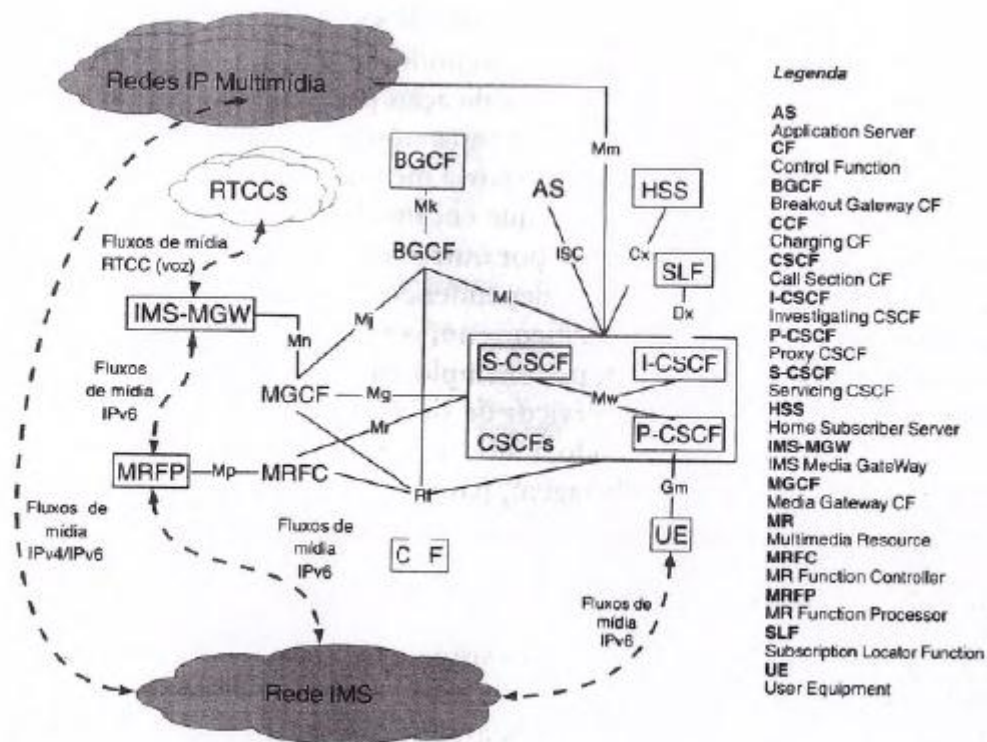 Redes IP Multimídia
RTCCs
Fluxos de mídia
RTCC (voz)
IMS-MGW
Fluxos
de mídia
IPv6
MRFP
Fluxos de
mídia
IPv4/IPv6
BGCF
Mk
BGCF
Mj
Mn
MGCF
Mg
Mr
Mp
MRFC
Fluxos de
mídia
IPv6
AS
ISC
Mm
HSS
Cx
SLF
Dx
S-CSCF
I-CSCF
Mw
CSCFs
P-CSCF
Gm
UE
Fluxos de
mídia
IPv6
Rede IMS
Legenda
AS
Application Server
CF
Control Function
BGCF
Breakout Gateway CF
CCF
Charging CF
CSCF
Call Section CF
I-CSCF
Investigating CSCF
P-CSCF
Proxy CSCF
S-CSCF
Servicing CSCF
HSS
Home Subscriber Server
IMS-MGW
IMS Media GateWay
MGCF
Media Gateway CF
MR
Multimedia Resource
MRFC
MR Function Controller
MRFP
MR Function Processor
SLF
Subscription Locator Function
UE
User Equipment